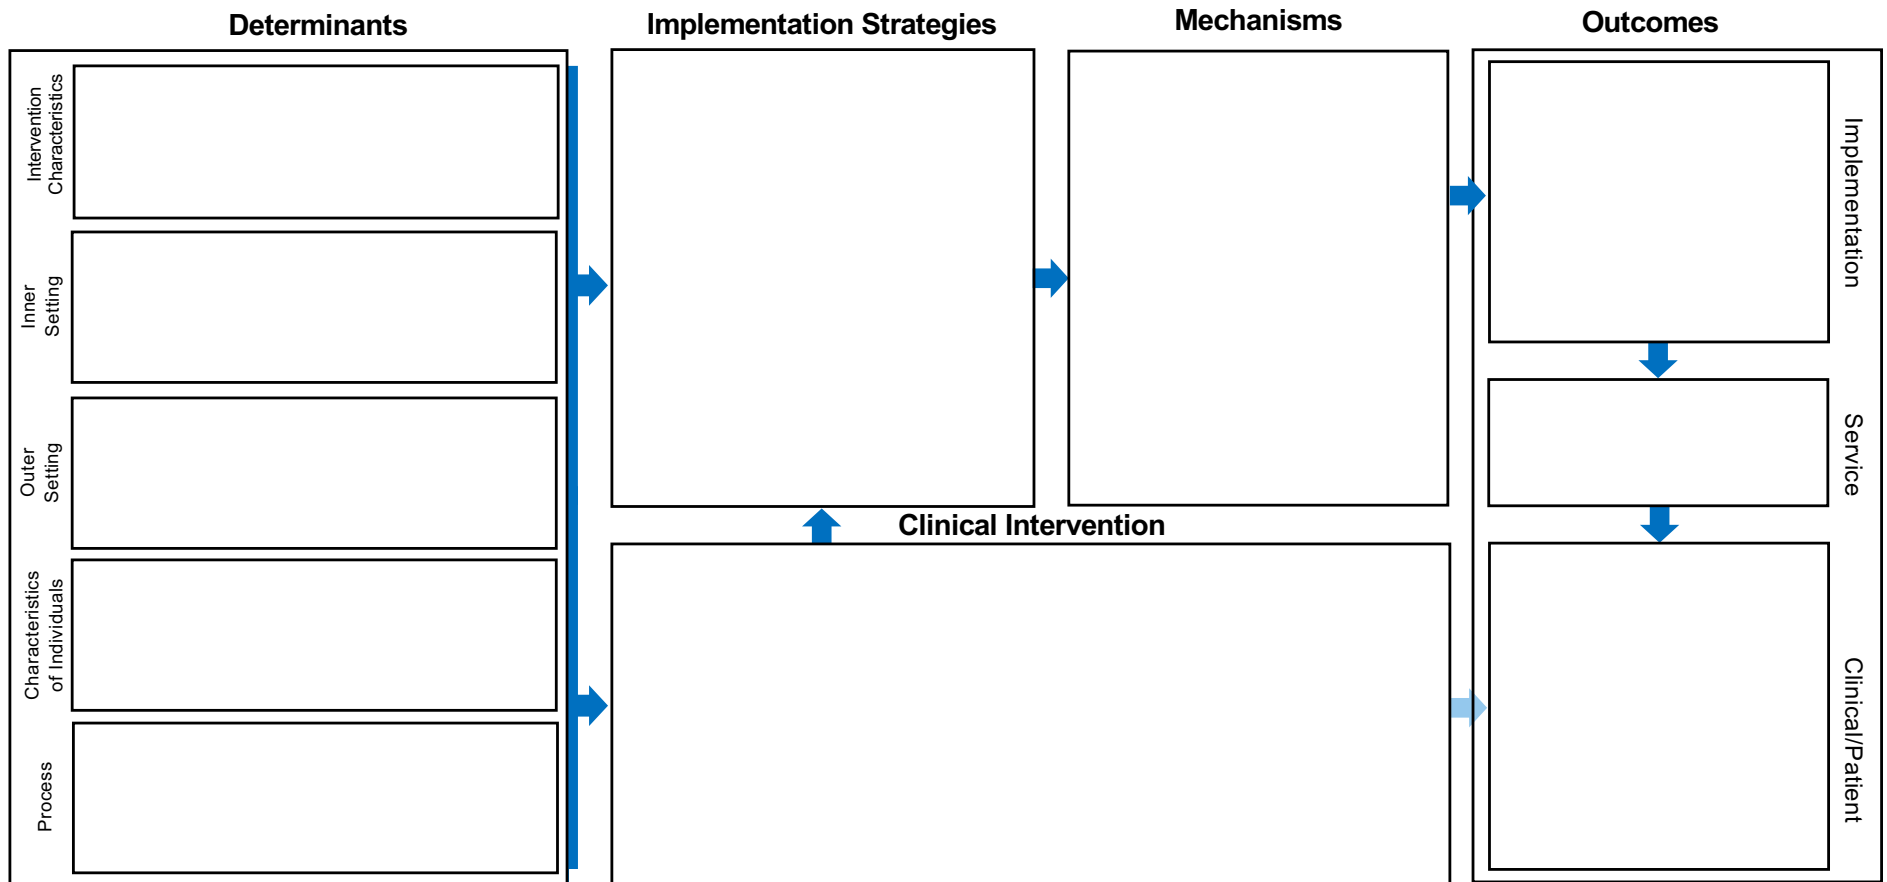 Determinants
Implementation Strategies
Mechanisms
Outcomes
Intervention
Characteristics
Inner
Setting
Outer
Setting
Characteristics
of Individuals
Process
Clinical Intervention
Implementation
Service
Clinical/Patient